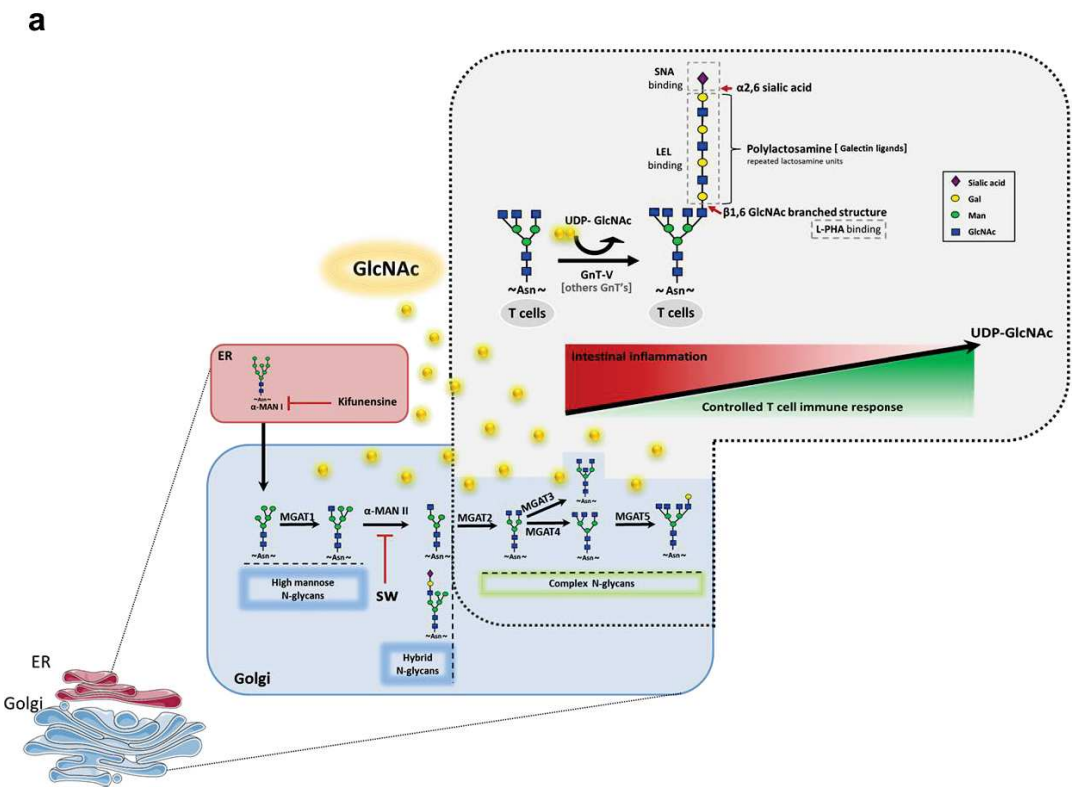 a
SNA
binding
α2,6 sialic acid
LEL
binding
Polylactosamine [ Galectin ligands]
repeated lactosamine units
Sialic acid
Gal
Man
GlcNAc
UDP- GlcNAc
β1,6 GlcNAc branched structure
L-PHA binding
GnT-V
[others GnT's]
~Asn~
~Asn~
T cells
T cells
GlcNAc
UDP-GlcNAc
Intestinal inflammation
Controlled T cell immune response
ER
~Asn~
α-MAN I
Kifunensine
MGAT1
α-MAN II
MGAT2
MGAT3
MGAT4
MGAT5
~Asn~
~Asn~
~Asn~
~Asn~
~Asn~
~Asn~
~Asn~
High mannose
N-glycans
SW
Complex N-glycans
~Asn~
Hybrid
N-glycans
Golgi
ER
Golgi